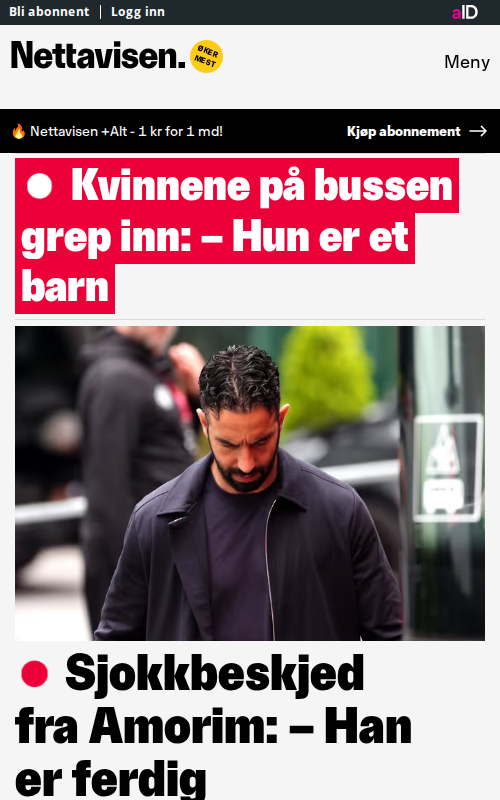 Bli abonnent | Logg inn
aID
Nettavisen.
ØKER
MEST
Meny
🔥 Nettavisen +Alt - 1 kr for 1 md!
Kjøp abonnement →
Kvinnene på bussen
grep inn: – Hun er et
barn
Sjokkbeskjed
fra Amorim: – Han
er ferdig